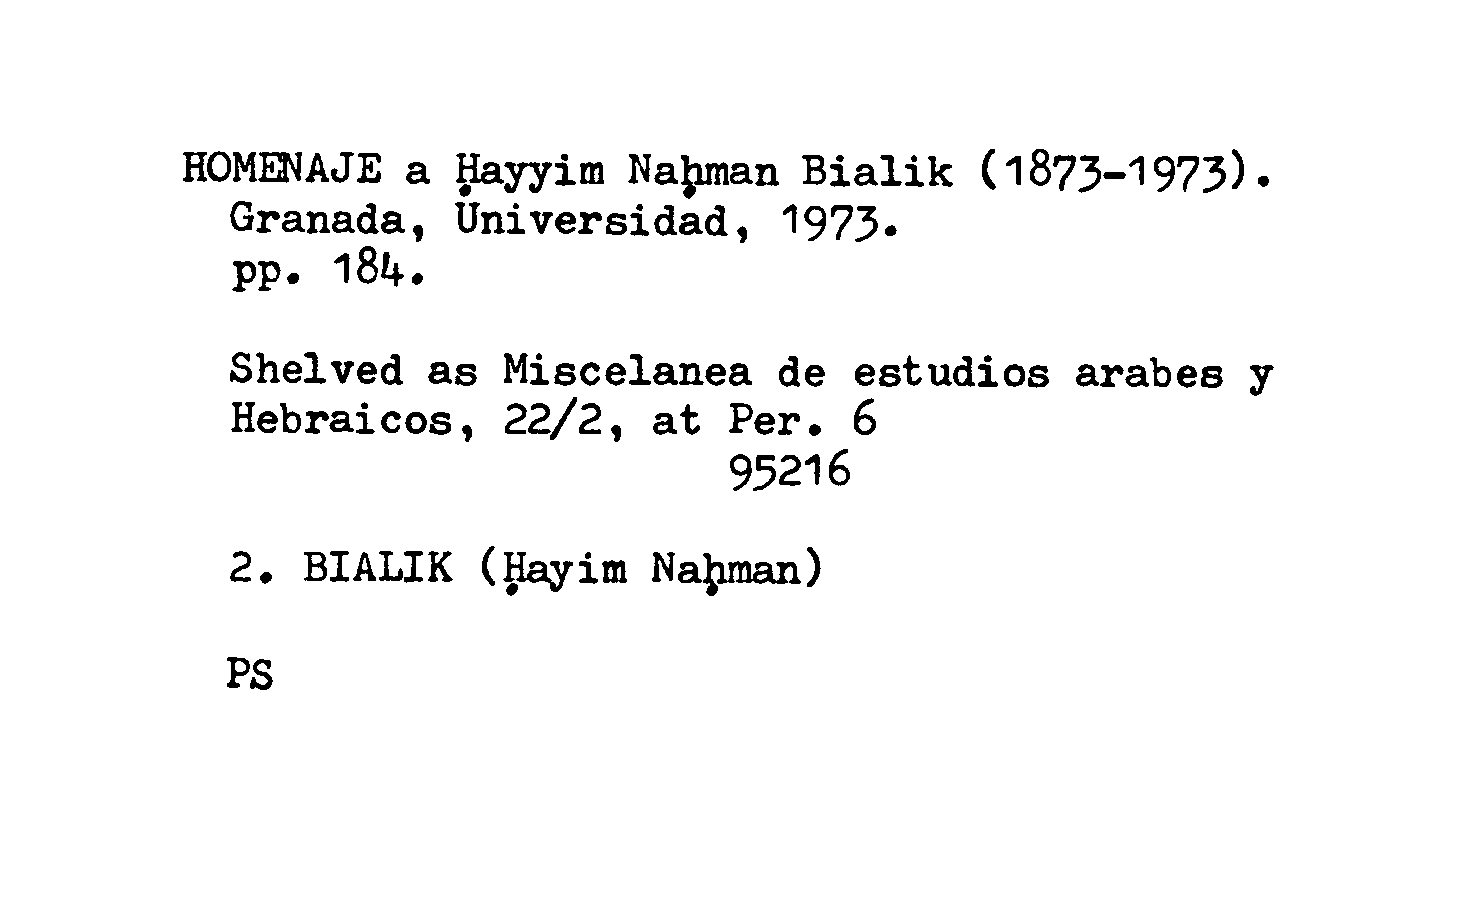 HOMENAJE a Ḥayyim Naḥman Bialik (1873-1973).
Granada, Universidad, 1973.
pp. 184.
Shelved as Miscelanea de estudios arabes y
Hebraicos, 22/2, at Per. 6
95216
2. BIALIK (Ḥayim Naḥman)
PS